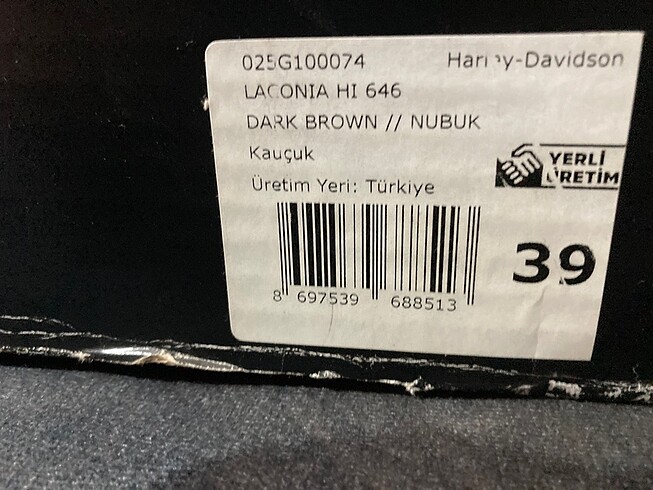 025G100074 Harley-Davidson
LACONIA HI 646
DARK BROWN // NUBUK
Kauçuk
YERLİ
ÜRETİM
Üretim Yeri: Türkiye
39
8 697539 688513